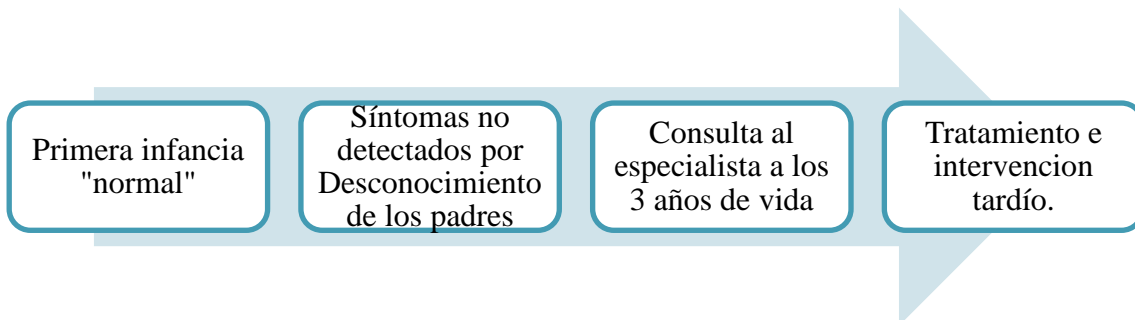 Primera infancia
"normal"
Síntomas no
detectados por
Desconocimiento
de los padres
Consulta al
especialista a los
3 años de vida
Tratamiento e
intervencion
tardío.